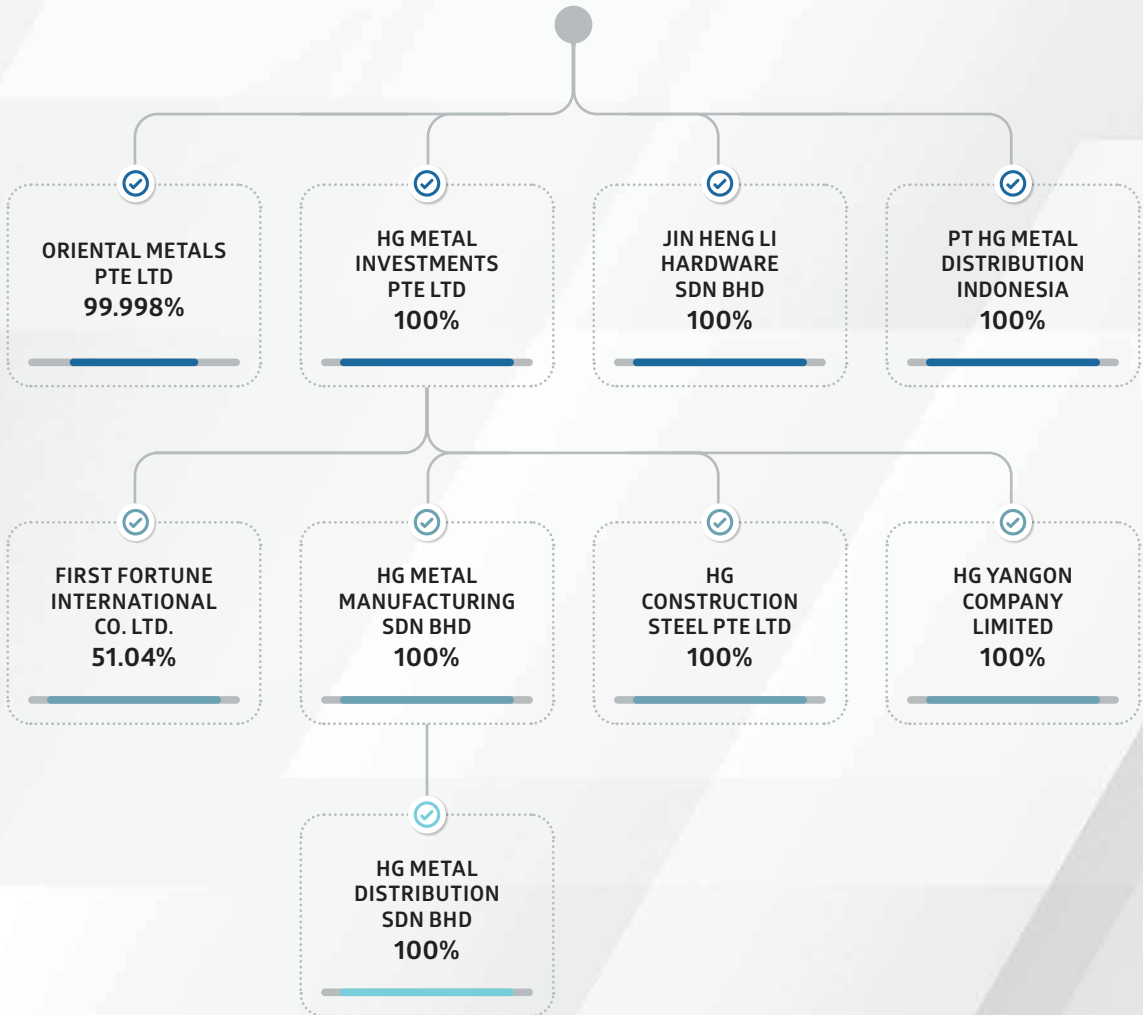 ORIENTAL METALS
PTE LTD
99.998%
HG METAL
INVESTMENTS
PTE LTD
100%
JIN HENG LI
HARDWARE
SDN BHD
100%
PT HG METAL
DISTRIBUTION
INDONESIA
100%
FIRST FORTUNE
INTERNATIONAL
CO. LTD.
51.04%
HG METAL
MANUFACTURING
SDN BHD
100%
HG
CONSTRUCTION
STEEL PTE LTD
100%
HG YANGON
COMPANY
LIMITED
100%
HG METAL
DISTRIBUTION
SDN BHD
100%